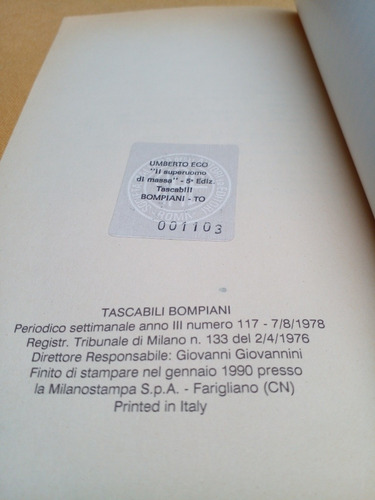 UMBERTO ECO
"il superuomo
di massa" - 5ª Ediz.
Tascabili
BOMPIANI - TO
ROMA
001103
TASCABILI BOMPIANI
Periodico settimanale anno III numero 117 - 7/8/1978
Registr. Tribunale di Milano n. 133 del 2/4/1976
Direttore Responsabile: Giovanni Giovannini
Finito di stampare nel gennaio 1990 presso
la Milanostampa S.p.A. - Farigliano (CN)
Printed in Italy